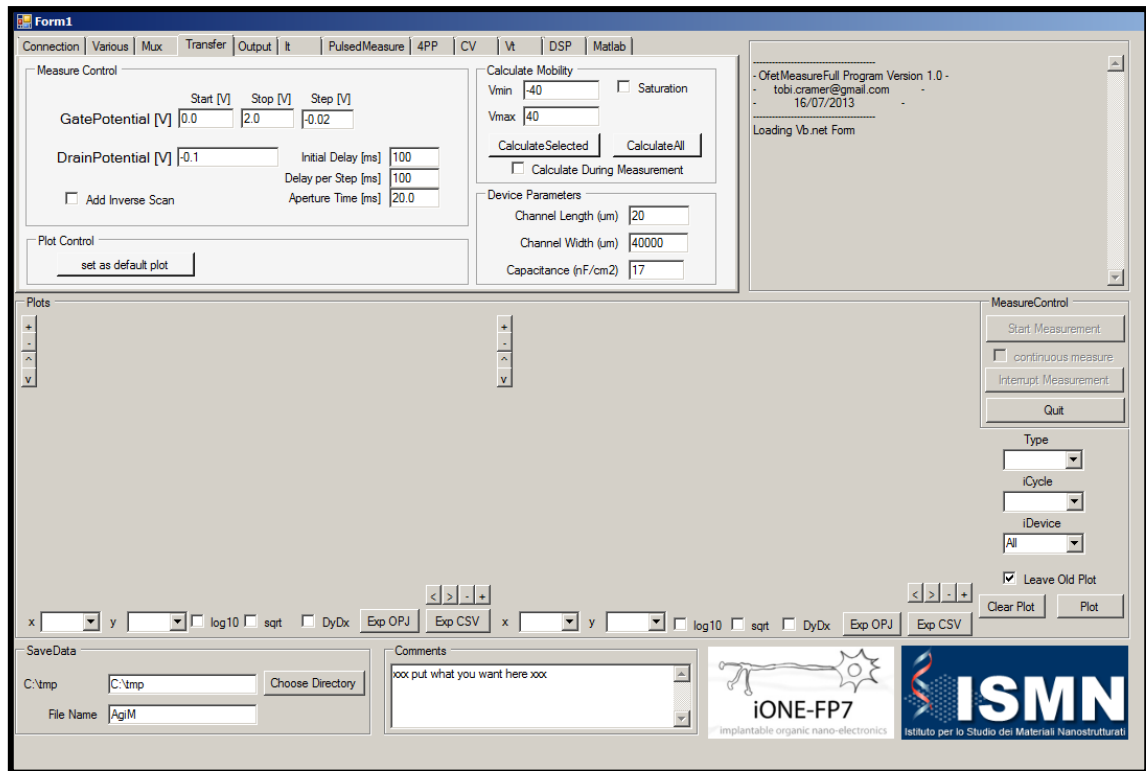 Form1
Connection Various Mux Transfer Output It PulsedMeasure 4PP CV Vt DSP Matlab
Measure Control
Start [V] Stop [V] Step [V]
GatePotential [V] 0.0 2.0 -0.02
DrainPotential [V] -0.1
Initial Delay [ms] 100
Delay per Step [ms] 100
Add Inverse Scan
Aperture Time [ms] 20.0
Plot Control
set as default plot
Calculate Mobility
Vmin -40 Saturation
Vmax 40
CalculateSelected CalculateAll
Calculate During Measurement
Device Parameters
Channel Length (um) 20
Channel Width (um) 40000
Capacitance (nF/cm2) 17
----------------------------------------
- OfetMeasureFull Program Version 1.0 -
- tobi.cramer@gmail.com -
- 16/07/2013 -
----------------------------------------
Loading Vb.net Form
Plots
+ +
- -
^ ^
v v
< > - + < > - +
x y log10 sqrt DyDx Exp OPJ Exp CSV x y log10 sqrt DyDx Exp OPJ Exp CSV
MeasureControl
Start Measurement
continuous measure
Interrupt Measurement
Quit
Type
iCycle
iDevice
All
Leave Old Plot
Clear Plot Plot
SaveData
C:\tmp C:\tmp Choose Directory
File Name AgiM
Comments
xxx put what you want here xxx
iONE-FP7
implantable organic nano-electronics
ISMN
Istituto per lo Studio dei Materiali Nanostrutturati